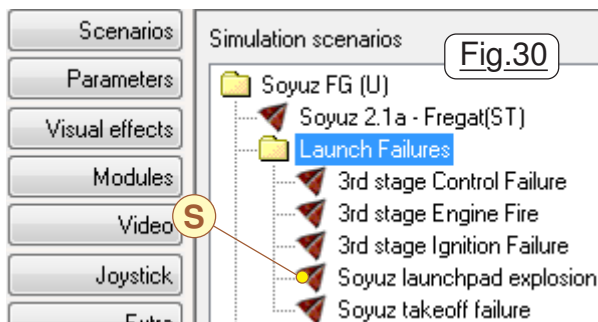 Scenarios
Parameters
Visual effects
Modules
Video
Joystick
Extra
Simulation scenarios
Fig.30
Soyuz FG (U)
Soyuz 2.1a - Fregat(ST)
Launch Failures
3rd stage Control Failure
3rd stage Engine Fire
3rd stage Ignition Failure
S
Soyuz launchpad explosion
Soyuz takeoff failure